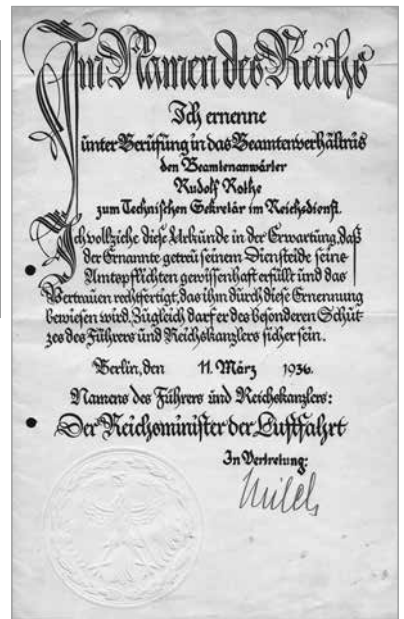 Im Namen des Reichs
Ich ernenne
unter Berufung in das Beamtenverhältnis
den Beamtenanwärter
Rudolf Rothe
zum Technischen Sekretär im Reichsdienst.
Ich vollziehe diese Urkunde in der Erwartung, daß
der Ernannte getreu seinem Diensteide seine
Amtspflichten gewissenhaft erfüllt und das
Vertrauen rechtfertigt, das ihm durch diese Ernennung
bewiesen wird. Zugleich darf er des besonderen Schut-
zes des Führers und Reichskanzlers sicher sein.
Berlin, den 11. März 1936.
Namens des Führers und Reichskanzlers:
Der Reichsminister der Luftfahrt
In Vertretung:
Milch